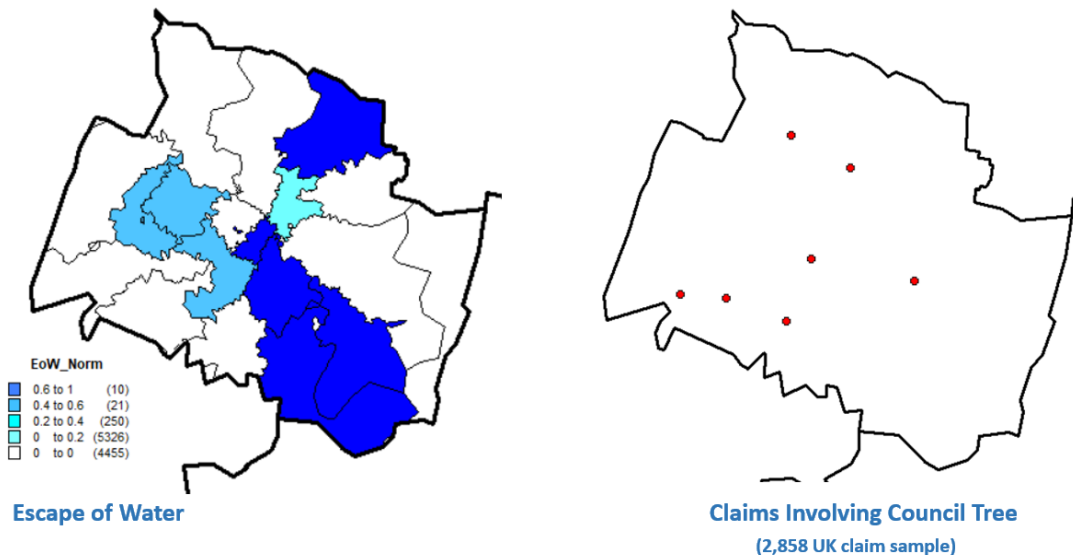 EoW_Norm
0.6 to 1 (10)
0.4 to 0.6 (21)
0.2 to 0.4 (250)
0 to 0.2 (5326)
0 to 0 (4455)
Escape of Water
Claims Involving Council Tree
(2,858 UK claim sample)